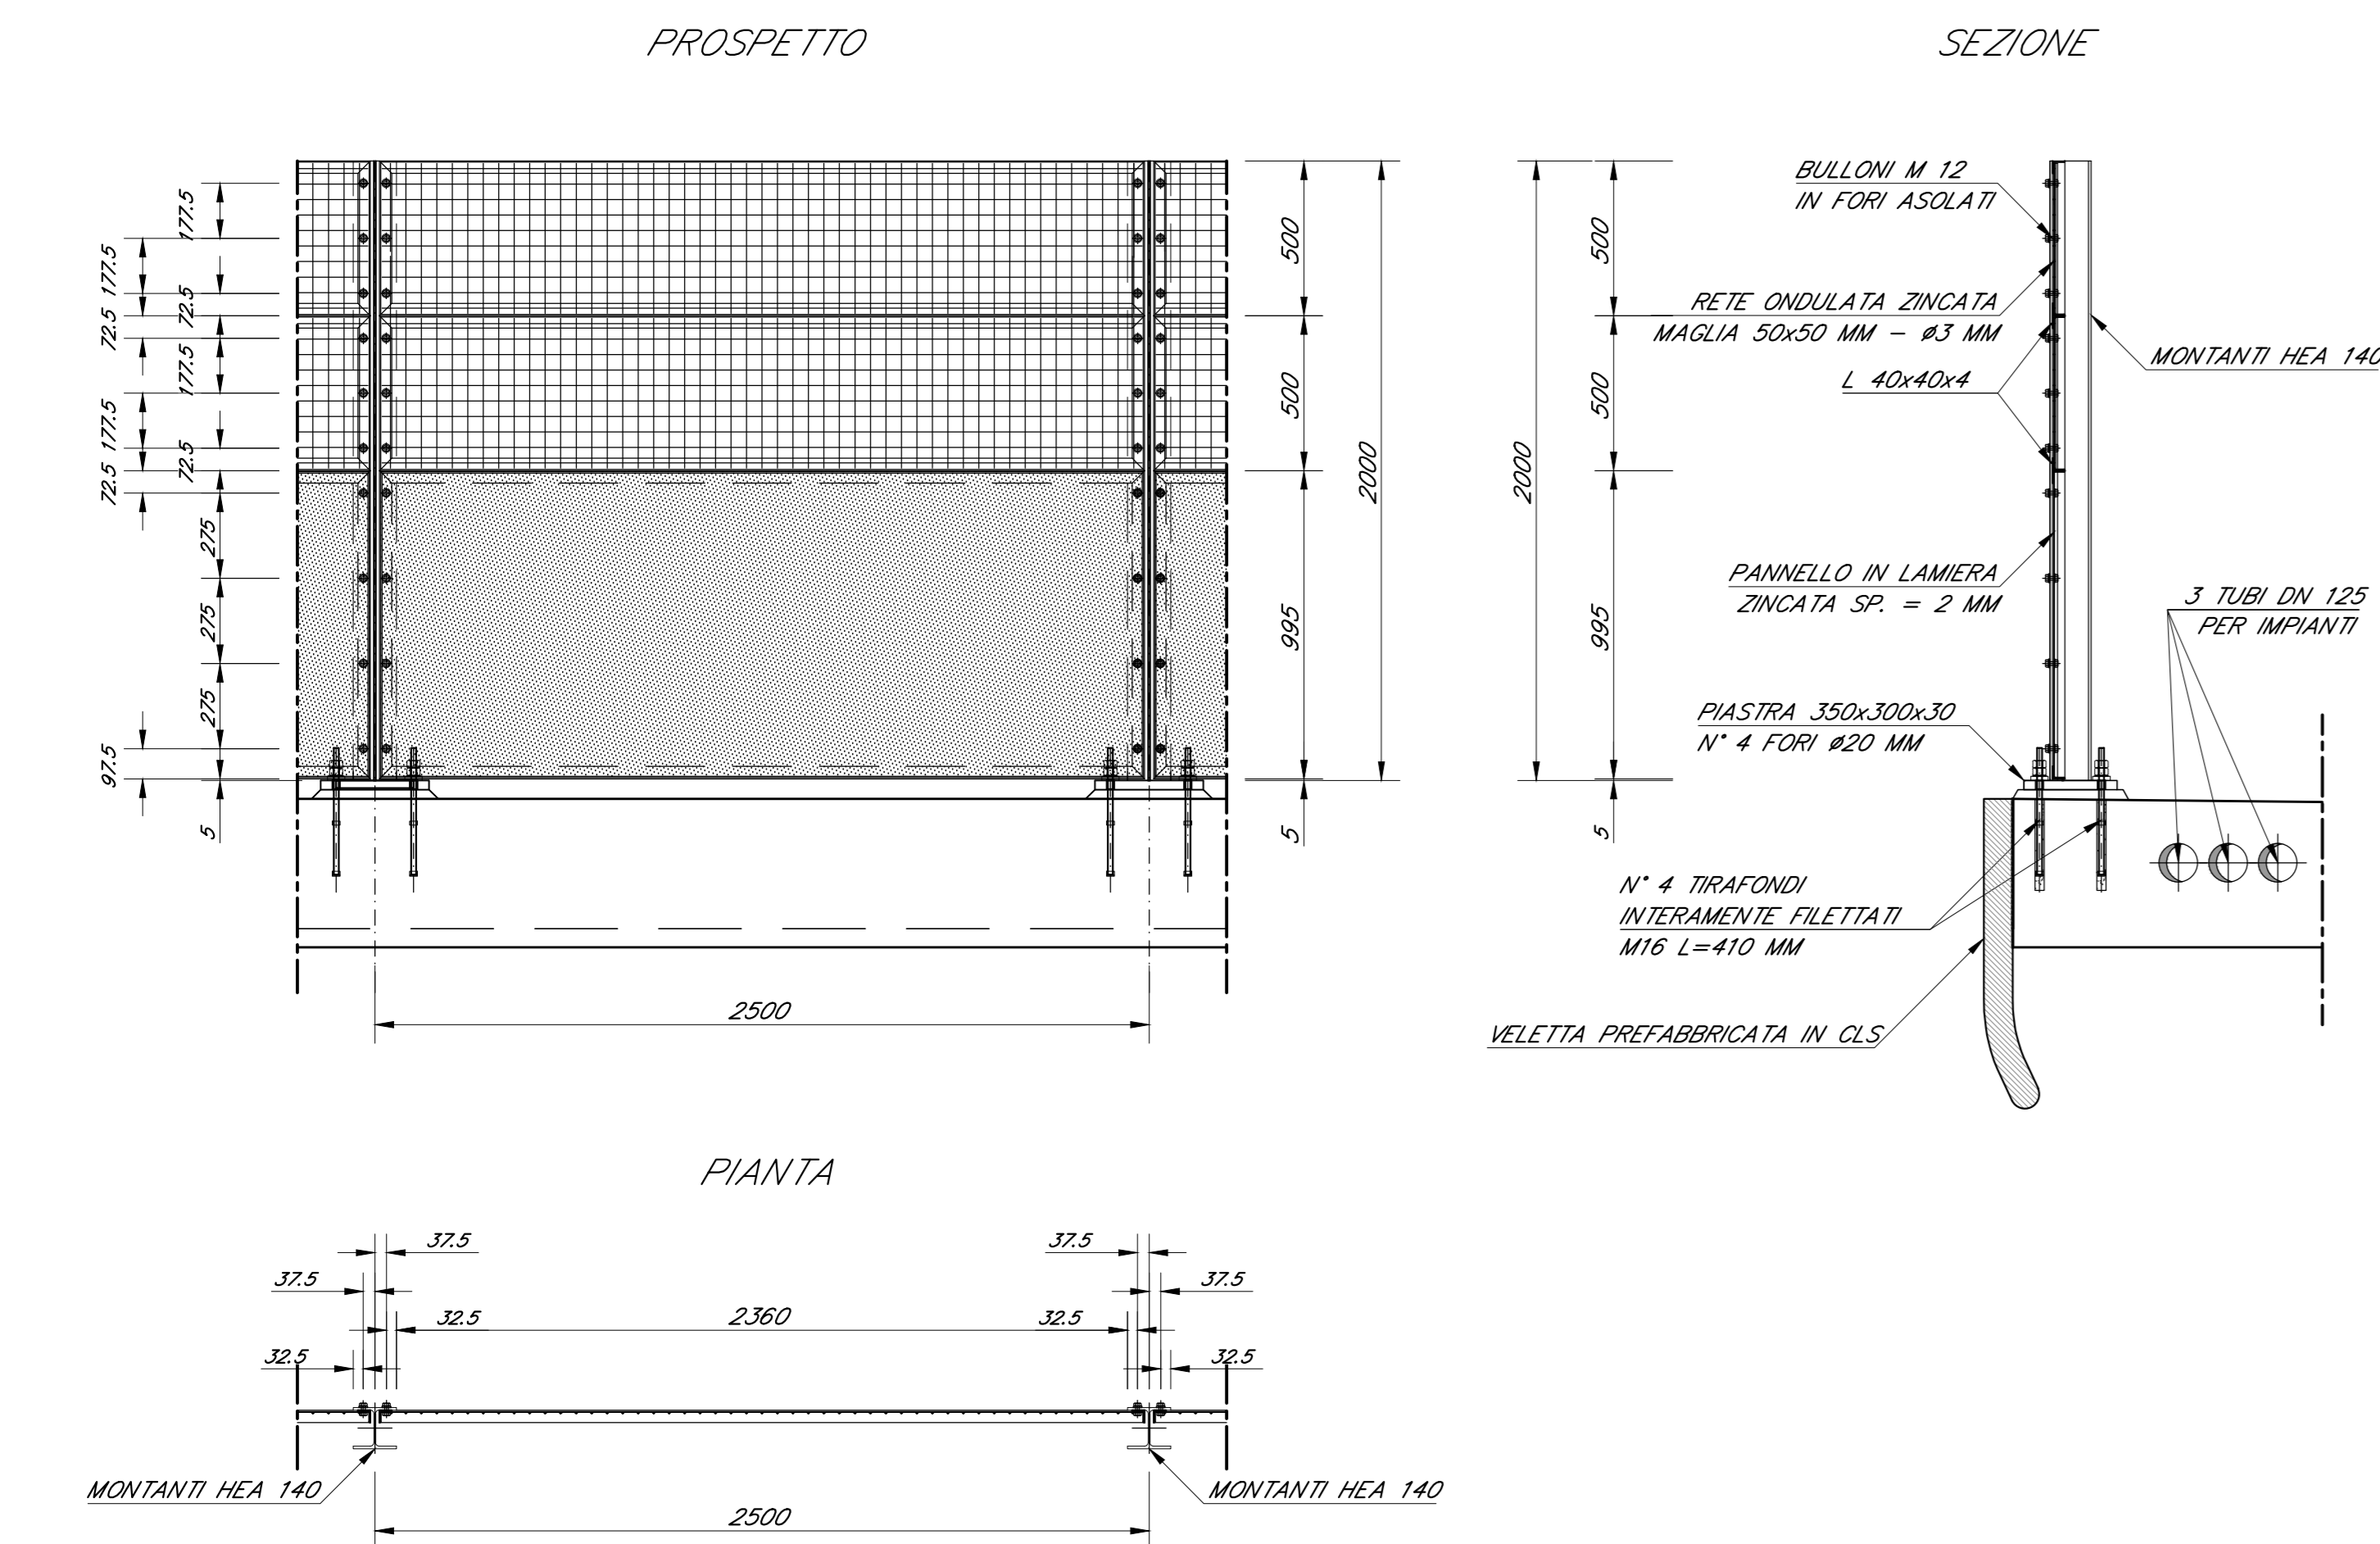 PROSPETTO
177.5
177.5
72.5
72.5
177.5
177.5
72.5
72.5
275
275
275
97.5
5
500
500
995
5
2000
2500
SEZIONE
2000
500
500
995
5
BULLONI M 12
IN FORI ASOLATI
RETE ONDULATA ZINCATA
MAGLIA 50x50 MM - ø3 MM
L 40x40x4
MONTANTI HEA 140
PANNELLO IN LAMIERA
ZINCATA SP. = 2 MM
3 TUBI DN 125
PER IMPIANTI
PIASTRA 350x300x30
N° 4 FORI ø20 MM
N° 4 TIRAFONDI
INTERAMENTE FILETTATI
M16 L=410 MM
VELETTA PREFABBRICATA IN CLS
PIANTA
37.5
37.5
37.5
37.5
32.5
2360
32.5
32.5
32.5
MONTANTI HEA 140
MONTANTI HEA 140
2500